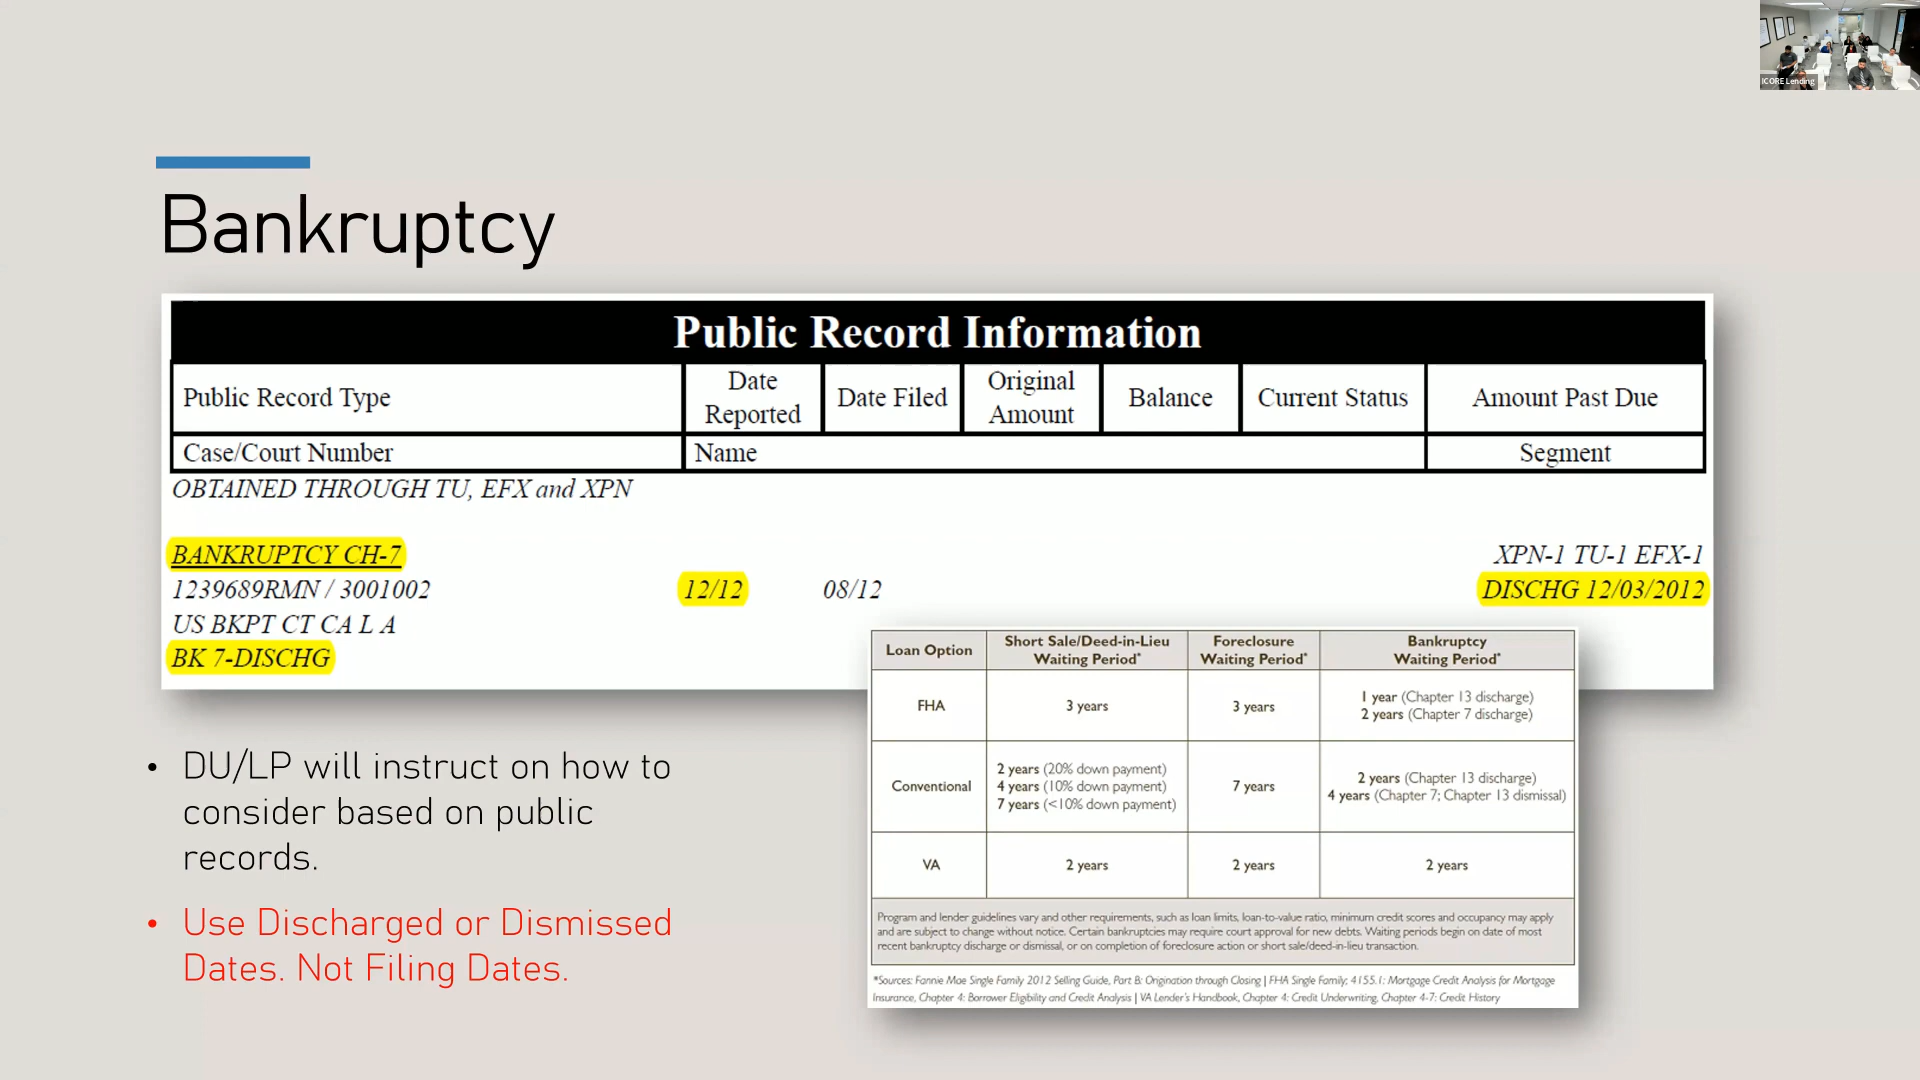 ICORE Lending
Bankruptcy
Public Record Information
Public Record Type
Date Reported
Date Filed
Original Amount
Balance
Current Status
Amount Past Due
Case/Court Number
Name
Segment
OBTAINED THROUGH TU, EFX and XPN
BANKRUPTCY CH-7
XPN-1 TU-1 EFX-1
1239689RMN / 3001002
12/12
08/12
DISCHG 12/03/2012
US BKPT CT CA L A
BK 7-DISCHG
• DU/LP will instruct on how to
consider based on public
records.
• Use Discharged or Dismissed
Dates. Not Filing Dates.
Loan Option
Short Sale/Deed-in-Lieu
Waiting Period*
Foreclosure
Waiting Period*
Bankruptcy
Waiting Period*
FHA
3 years
3 years
1 year (Chapter 13 discharge)
2 years (Chapter 7 discharge)
Conventional
2 years (20% down payment)
4 years (10% down payment)
7 years (<10% down payment)
7 years
2 years (Chapter 13 discharge)
4 years (Chapter 7; Chapter 13 dismissal)
VA
2 years
2 years
2 years
Program and lender guidelines vary and other requirements, such as loan limits, loan-to-value ratio, minimum credit scores and occupancy may apply
and are subject to change without notice. Certain bankruptcies may require court approval for new debts. Waiting periods begin on date of most
recent bankruptcy discharge or dismissal, or on completion of foreclosure action or short sale/deed-in-lieu transaction.
*Sources: Fannie Mae Single Family 2012 Selling Guide, Part B: Origination through Closing | FHA Single Family; 4155.1: Mortgage Credit Analysis for Mortgage
Insurance, Chapter 4: Borrower Eligibility and Credit Analysis | VA Lender's Handbook, Chapter 4: Credit Underwriting, Chapter 4-7: Credit History